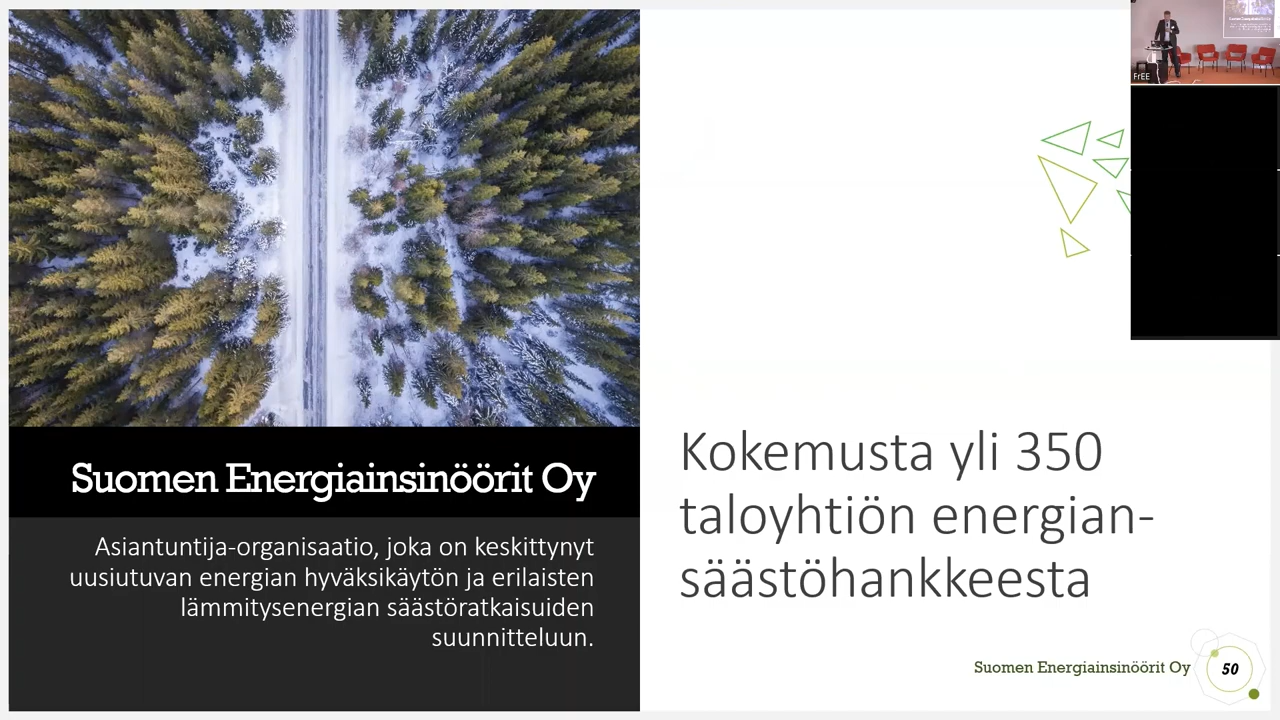 Suomen Energiainsinöörit Oy
Asiantuntija-organisaatio, joka on keskittynyt
uusiutuvan energian hyväksikäytön ja erilaisten
lämmitysenergian säästöratkaisuiden
suunnitteluun.
Kokemusta yli 350
taloyhtiön energian-
säästöhankkeesta
Suomen Energiainsinöörit Oy
50
FrEE